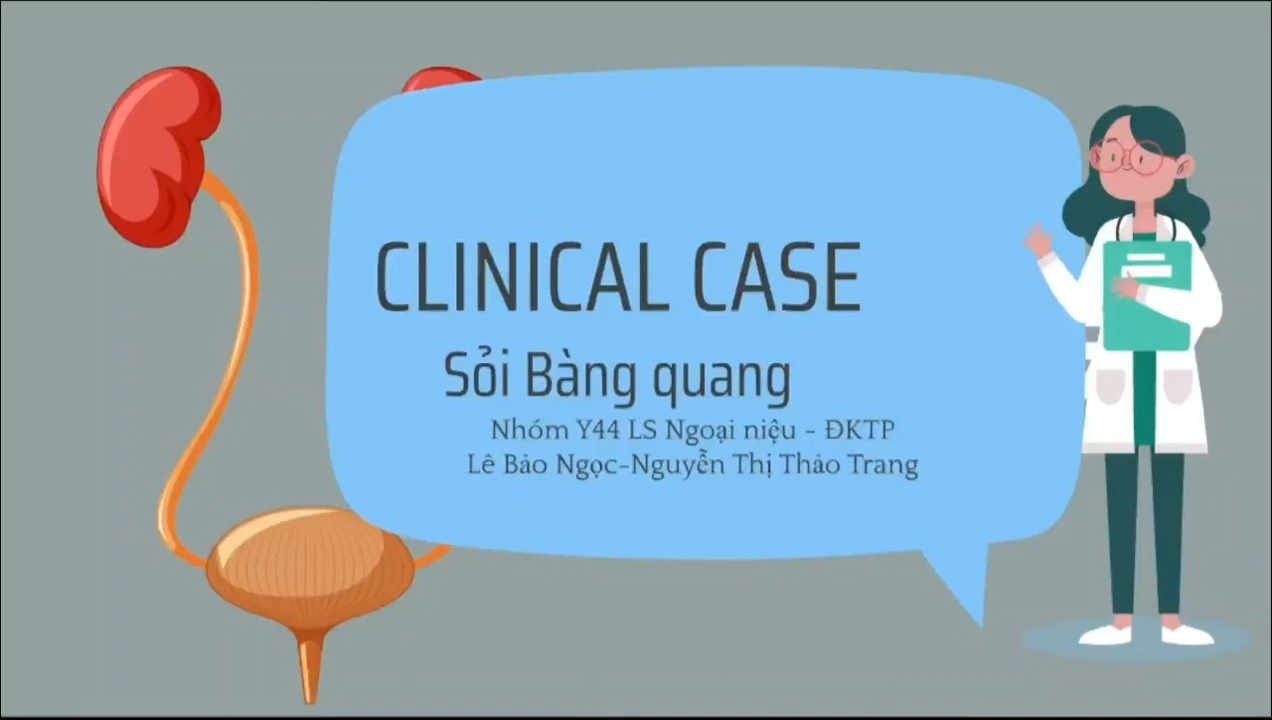 CLINICAL CASE
Sỏi Bàng quang
Nhóm Y44 LS Ngoại niệu - ĐKTP
Lê Bảo Ngọc-Nguyễn Thị Thảo Trang